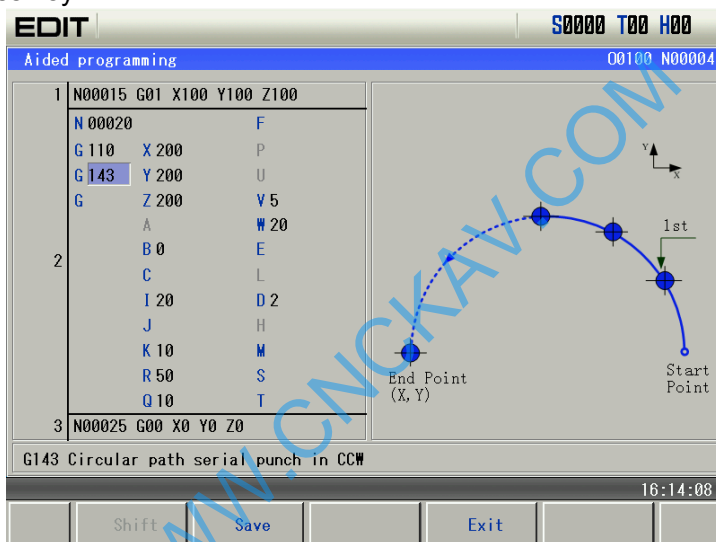 EDIT S0000 T00 H00
Aided programming O0100 N00004
1 N00015 G01 X100 Y100 Z100
N 00020 F
G 110 X 200 P
G 143 Y 200 U
G Z 200 V 5
A W 20
B 0 E
2 C L
I 20 D 2
J H
K 10 M
R 50 S
Q 10 T
3 N00025 G00 X0 Y0 Z0
Y
X
1st
Start
Point
End Point
(X, Y)
G143 Circular path serial punch in CCW
16:14:08
Shift Save Exit
WWW.CNCKAV.COM